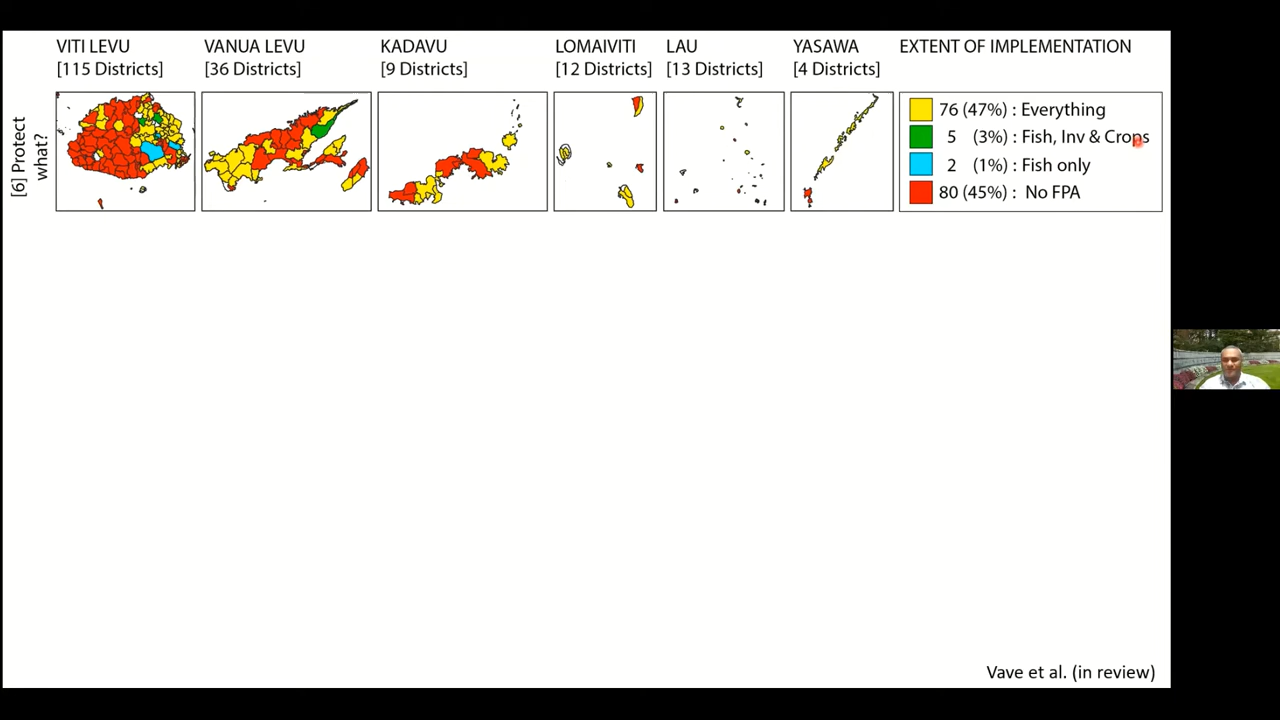 VITI LEVU
[115 Districts]
VANUA LEVU
[36 Districts]
KADAVU
[9 Districts]
LOMAIVITI
[12 Districts]
LAU
[13 Districts]
YASAWA
[4 Districts]
EXTENT OF IMPLEMENTATION
[6] Protect
what?
76 (47%) : Everything
5 (3%) : Fish, Inv & Crops
2 (1%) : Fish only
80 (45%) : No FPA
Vave et al. (in review)